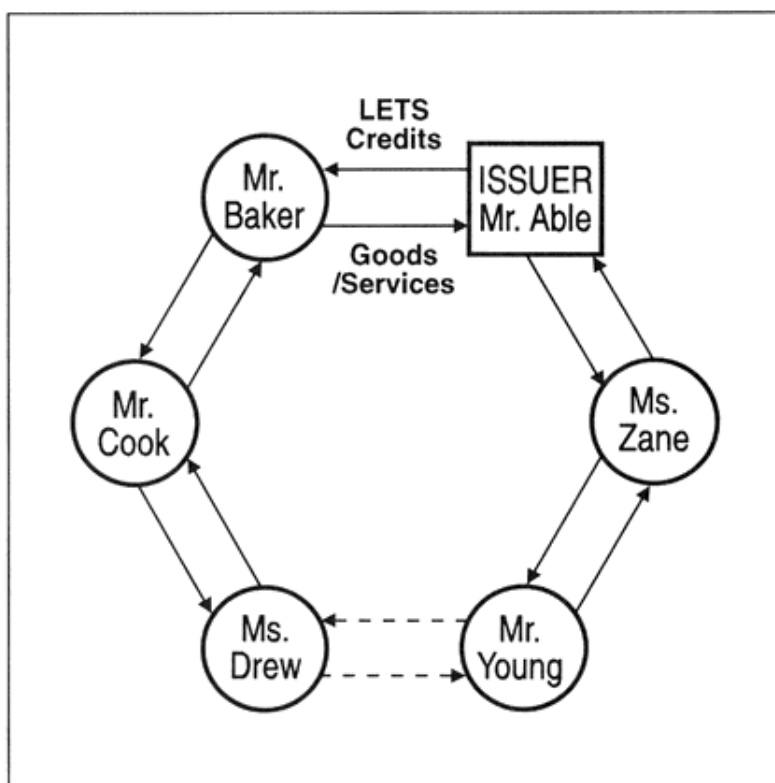 LETS
Credits
Mr.
Baker
ISSUER
Mr. Able
Goods
/Services
Mr.
Cook
Ms.
Zane
Ms.
Drew
Mr.
Young